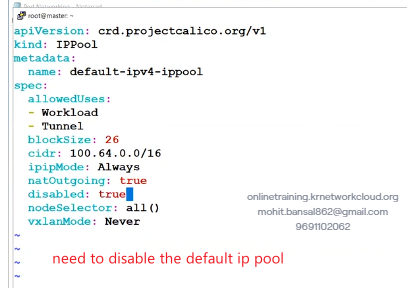 root@master: ~
apiVersion: crd.projectcalico.org/v1
kind: IPPool
metadata:
  name: default-ipv4-ippool
spec:
  allowedUses:
  - Workload
  - Tunnel
  blockSize: 26
  cidr: 100.64.0.0/16
  ipipMode: Always
  natOutgoing: true
  disabled: true
  nodeSelector: all()
  vxlanMode: Never
~
~
~
~
onlinetraining.krnetworkcloud.org
mohit.bansal862@gmail.com
9691102062
need to disable the default ip pool